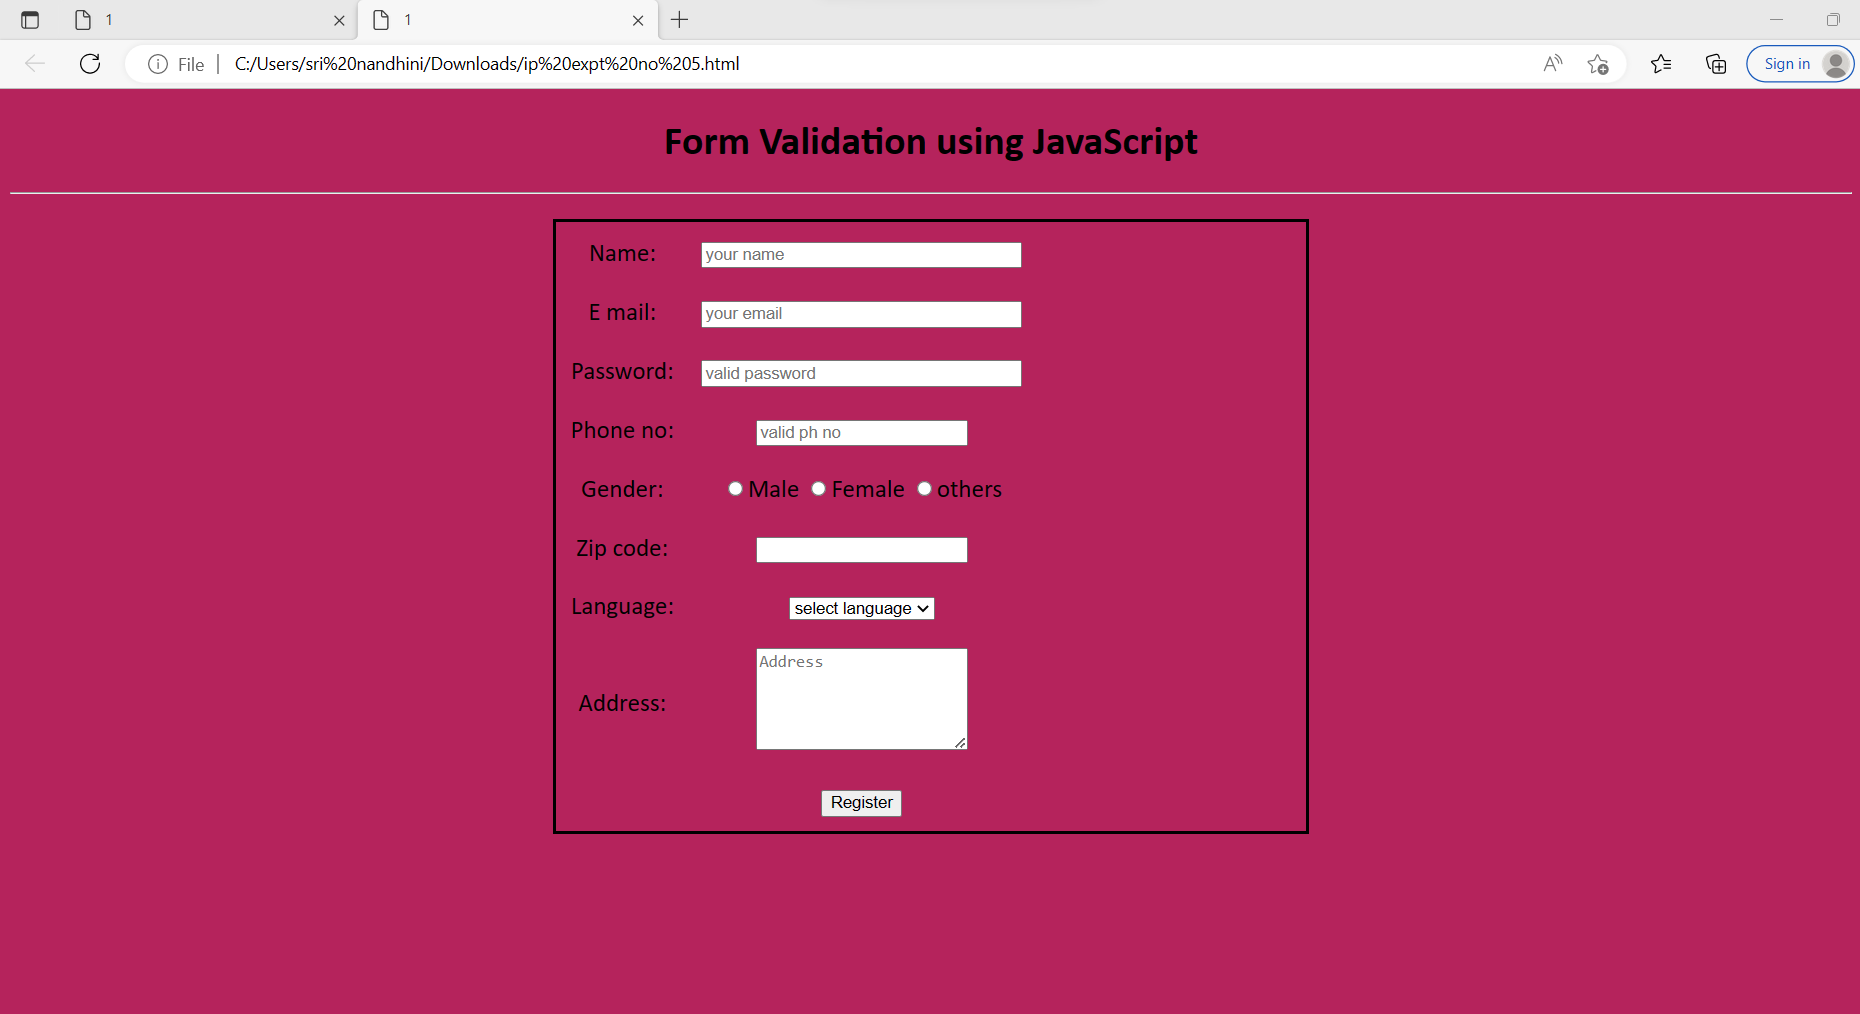 1
1
File
C:/Users/sri%20nandhini/Downloads/ip%20expt%20no%205.html
Sign in
Form Validation using JavaScript
Name: your name
E mail: your email
Password: valid password
Phone no: valid ph no
Gender: Male Female others
Zip code:
Language: select language
Address: Address
Register